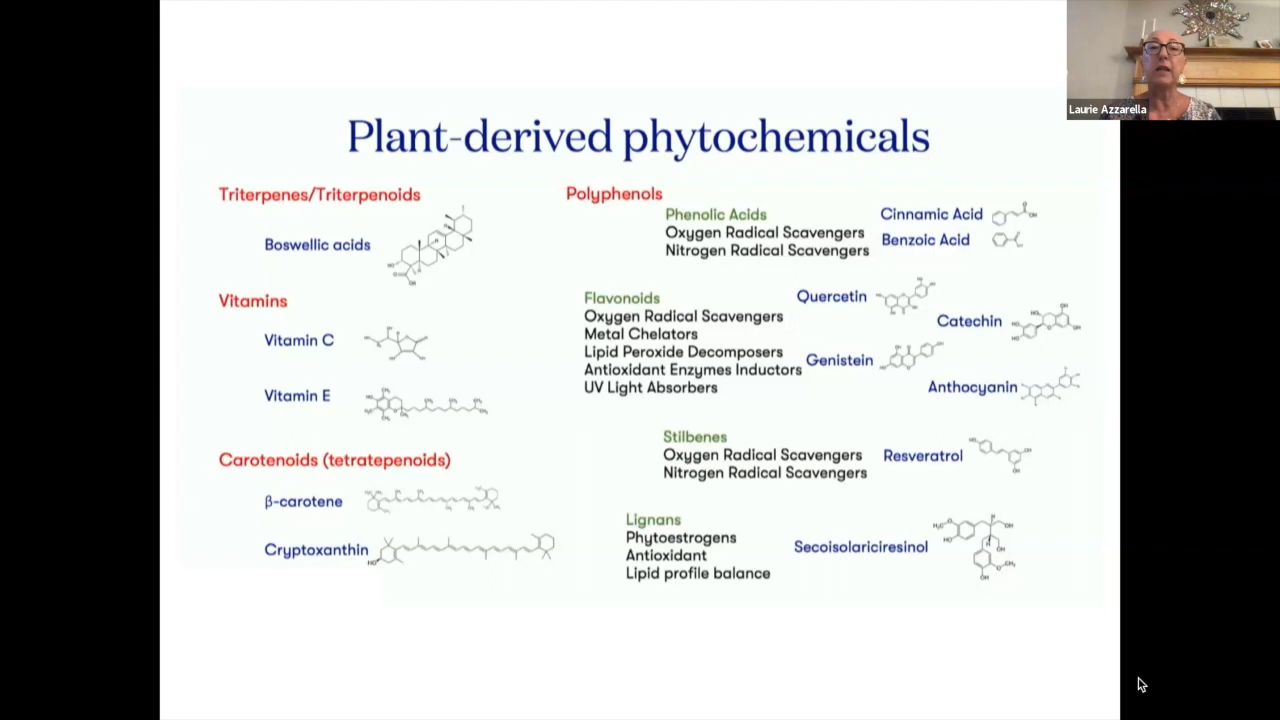 Laurie Azzarella
Plant-derived phytochemicals
Triterpenes/Triterpenoids
Boswellic acids
Vitamins
Vitamin C
Vitamin E
Carotenoids (tetratepenoids)
β-carotene
Cryptoxanthin
Polyphenols
Phenolic Acids
Oxygen Radical Scavengers
Nitrogen Radical Scavengers
Cinnamic Acid
Benzoic Acid
Flavonoids
Oxygen Radical Scavengers
Metal Chelators
Lipid Peroxide Decomposers
Antioxidant Enzymes Inductors
UV Light Absorbers
Quercetin
Catechin
Genistein
Anthocyanin
Stilbenes
Oxygen Radical Scavengers
Nitrogen Radical Scavengers
Resveratrol
Lignans
Phytoestrogens
Antioxidant
Lipid profile balance
Secoisolariciresinol